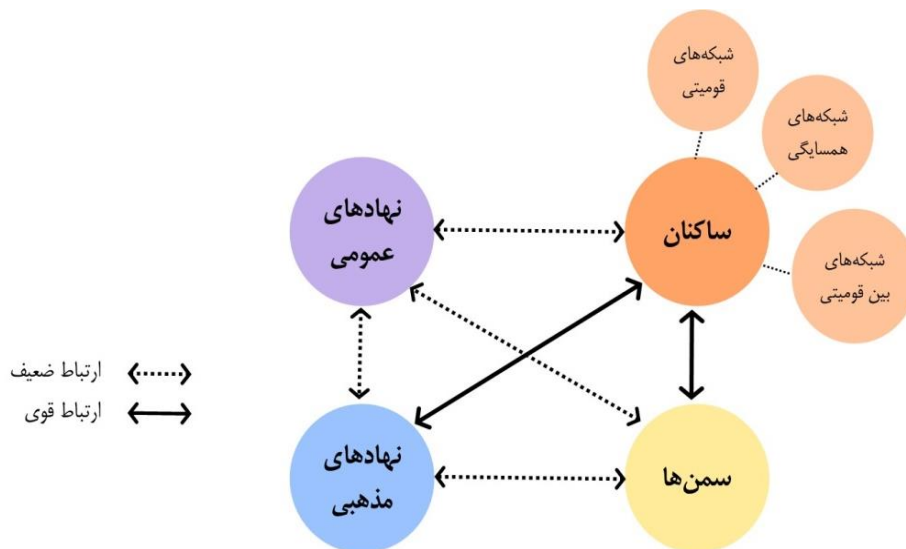 شبکه‌های
قومیتی
شبکه‌های
همسایگی
شبکه‌های
بین قومیتی
ساکنان
نهادهای
عمومی
نهادهای
مذهبی
سمن‌ها
ارتباط ضعیف
ارتباط قوی